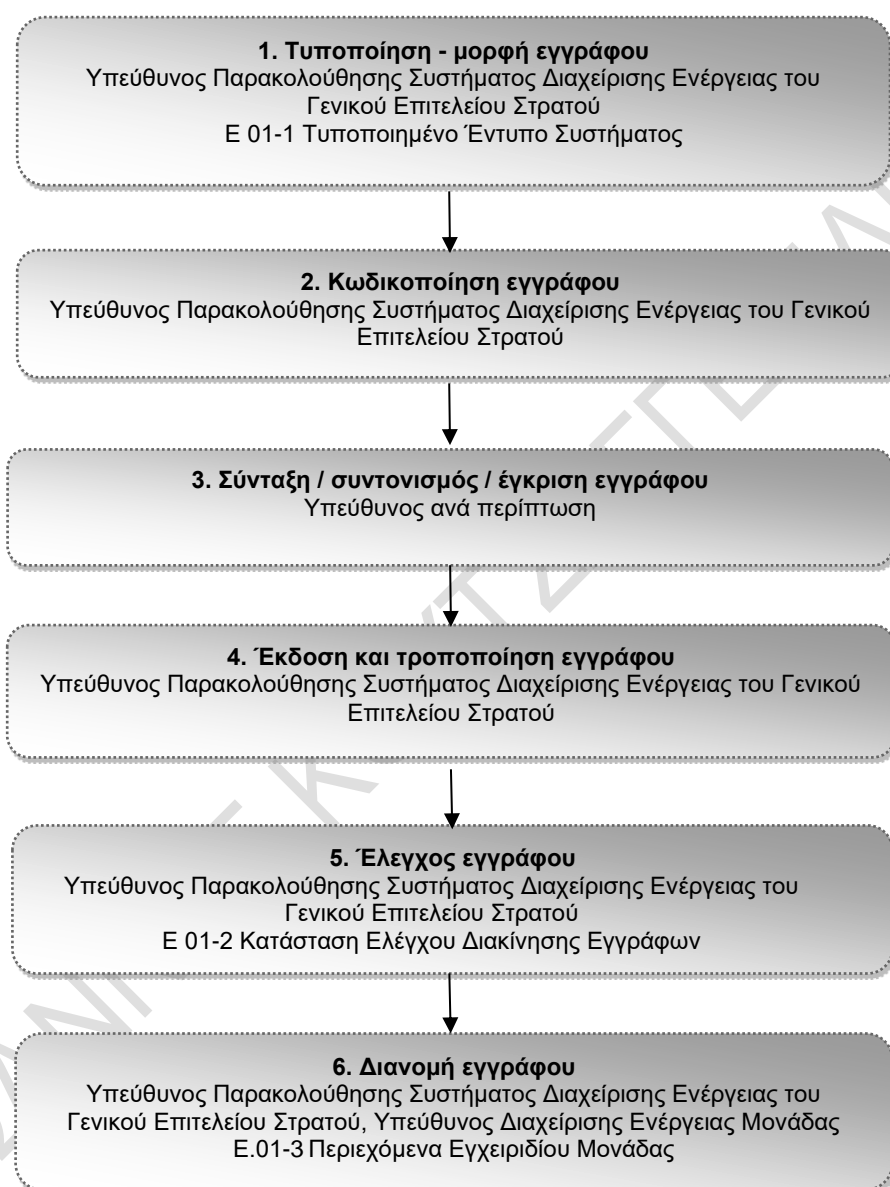 1. Τυποποίηση - μορφή εγγράφου
Υπεύθυνος Παρακολούθησης Συστήματος Διαχείρισης Ενέργειας του
Γενικού Επιτελείου Στρατού
Ε 01-1 Τυποποιημένο Έντυπο Συστήματος
2. Κωδικοποίηση εγγράφου
Υπεύθυνος Παρακολούθησης Συστήματος Διαχείρισης Ενέργειας του Γενικού
Επιτελείου Στρατού
3. Σύνταξη / συντονισμός / έγκριση εγγράφου
Υπεύθυνος ανά περίπτωση
4. Έκδοση και τροποποίηση εγγράφου
Υπεύθυνος Παρακολούθησης Συστήματος Διαχείρισης Ενέργειας του Γενικού
Επιτελείου Στρατού
5. Έλεγχος εγγράφου
Υπεύθυνος Παρακολούθησης Συστήματος Διαχείρισης Ενέργειας του
Γενικού Επιτελείου Στρατού
Ε 01-2 Κατάσταση Ελέγχου Διακίνησης Εγγράφων
6. Διανομή εγγράφου
Υπεύθυνος Παρακολούθησης Συστήματος Διαχείρισης Ενέργειας του
Γενικού Επιτελείου Στρατού, Υπεύθυνος Διαχείρισης Ενέργειας Μονάδας
Ε.01-3 Περιεχόμενα Εγχειριδίου Μονάδας